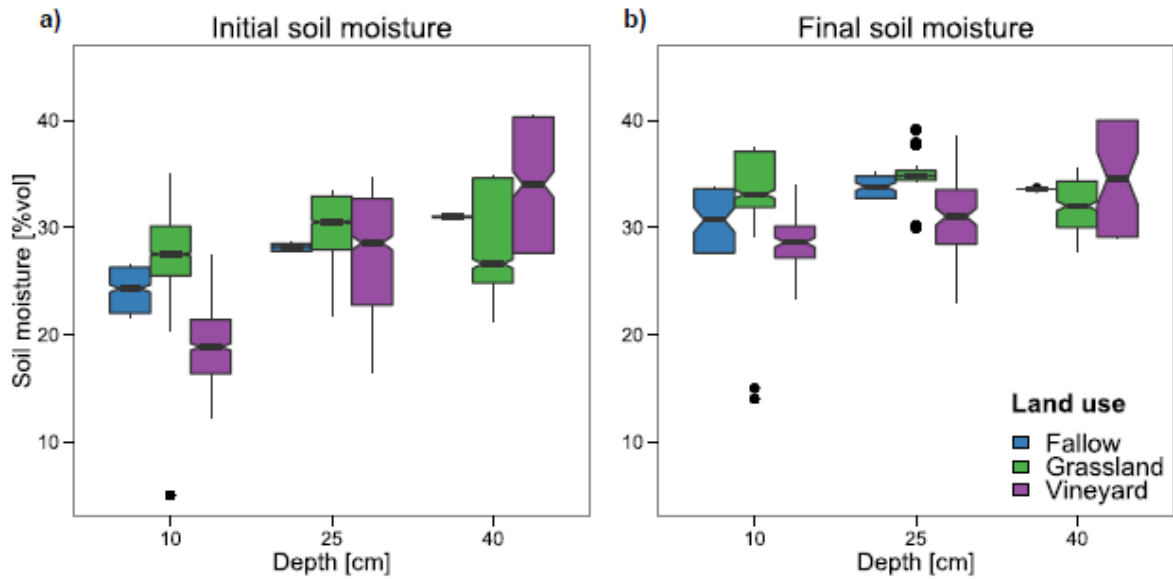 a)
Initial soil moisture
Soil moisture [%vol]
40
30
20
10
10
25
40
Depth [cm]
b)
Final soil moisture
40
30
20
10
10
25
40
Depth [cm]
Land use
Fallow
Grassland
Vineyard